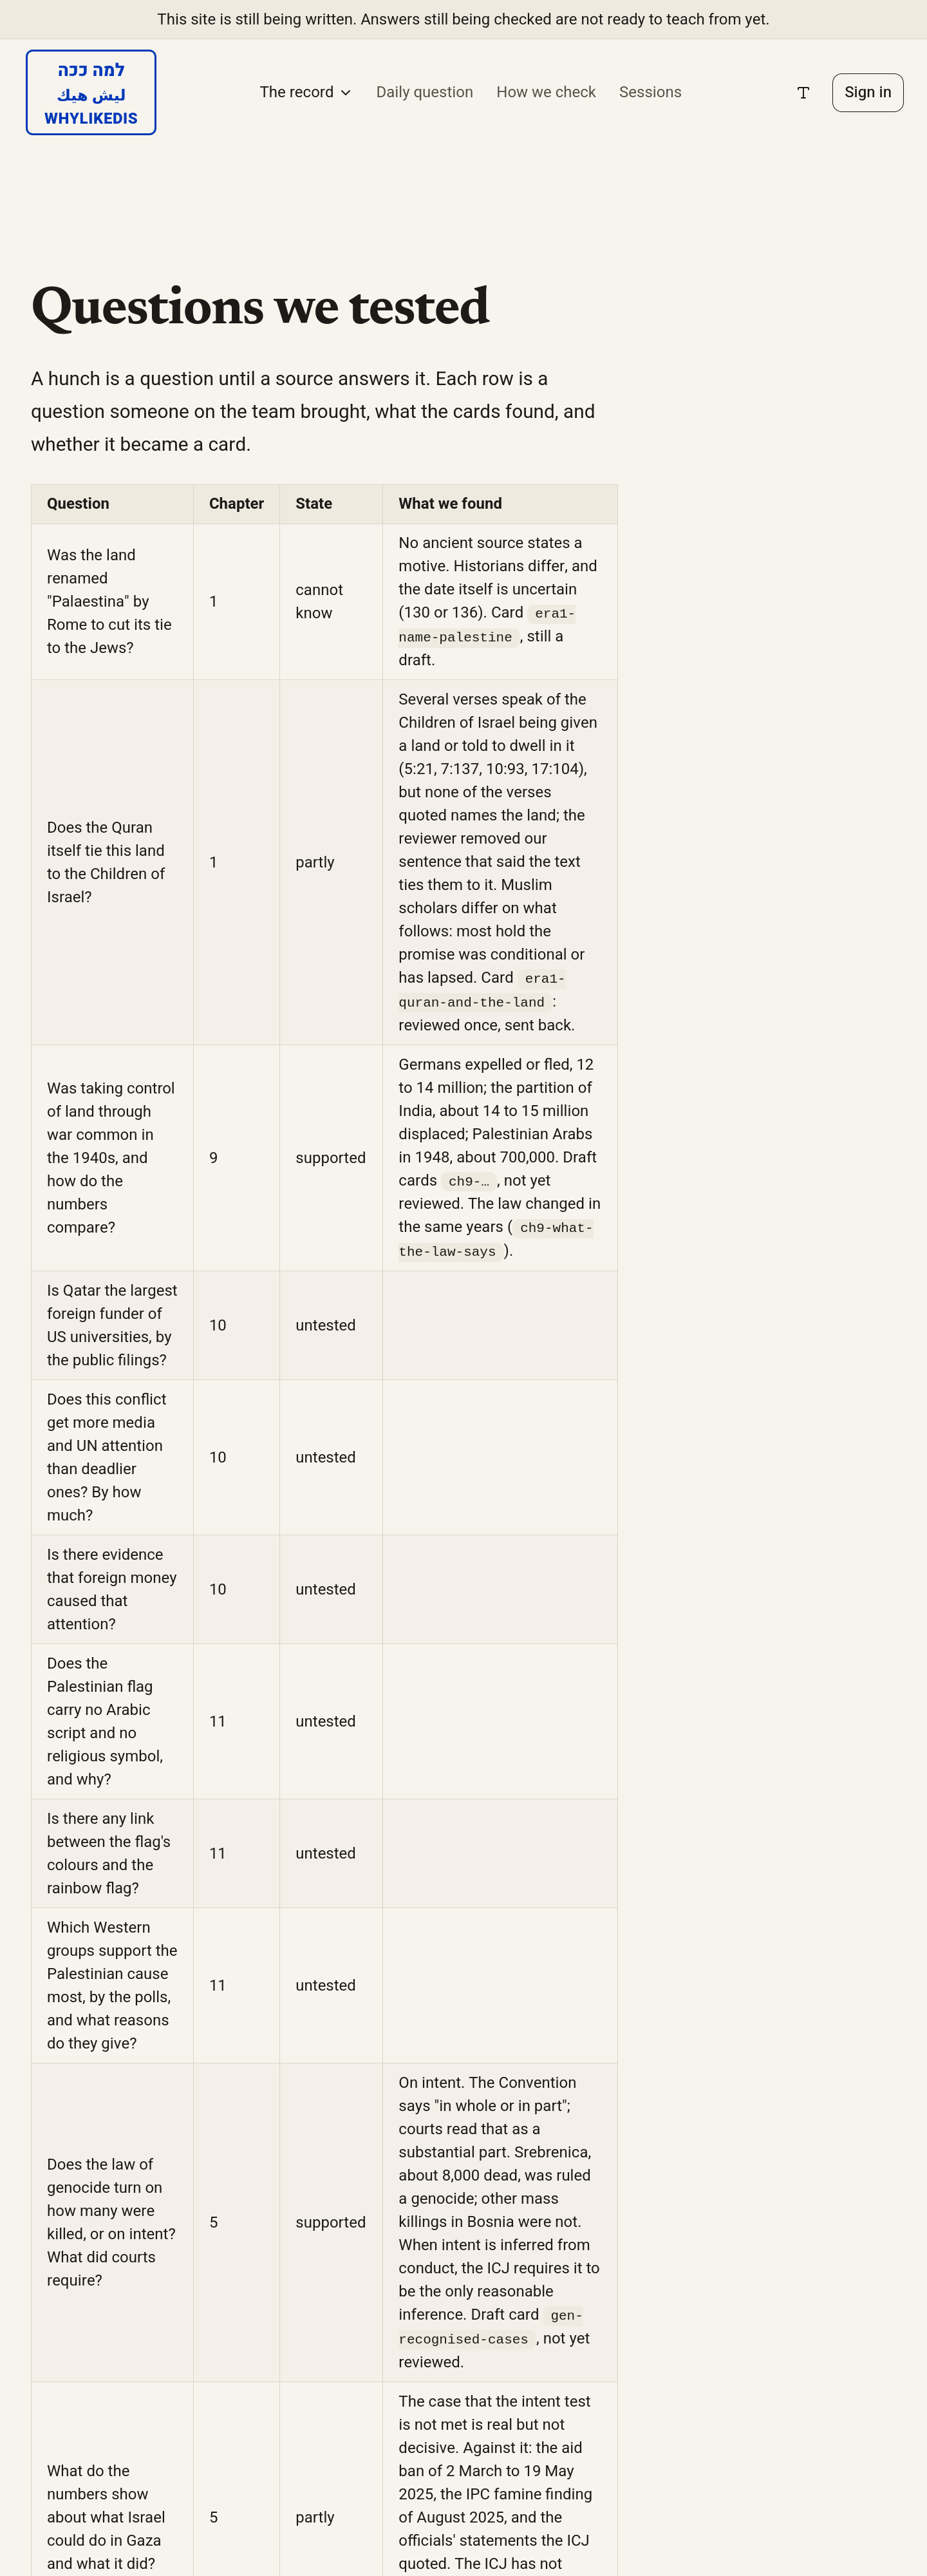 This site is still being written. Answers still being checked are not ready to teach from yet.
למה ככה
ليش هيك
WHYLIKEDIS
The record
Daily question
How we check
Sessions
T
Sign in
Questions we tested
A hunch is a question until a source answers it. Each row is a
question someone on the team brought, what the cards found, and
whether it became a card.
Question
Chapter
State
What we found
Was the land
renamed
"Palaestina" by
Rome to cut its tie
to the Jews?
1
cannot
know
No ancient source states a
motive. Historians differ, and
the date itself is uncertain
(130 or 136). Card era1-
name-palestine , still a
draft.
Does the Quran
itself tie this land
to the Children of
Israel?
1
partly
Several verses speak of the
Children of Israel being given
a land or told to dwell in it
(5:21, 7:137, 10:93, 17:104),
but none of the verses
quoted names the land; the
reviewer removed our
sentence that said the text
ties them to it. Muslim
scholars differ on what
follows: most hold the
promise was conditional or
has lapsed. Card era1-
quran-and-the-land :
reviewed once, sent back.
Was taking control
of land through
war common in
the 1940s, and
how do the
numbers
compare?
9
supported
Germans expelled or fled, 12
to 14 million; the partition of
India, about 14 to 15 million
displaced; Palestinian Arabs
in 1948, about 700,000. Draft
cards ch9-… , not yet
reviewed. The law changed in
the same years ( ch9-what-
the-law-says ).
Is Qatar the largest
foreign funder of
US universities, by
the public filings?
10
untested
Does this conflict
get more media
and UN attention
than deadlier
ones? By how
much?
10
untested
Is there evidence
that foreign money
caused that
attention?
10
untested
Does the
Palestinian flag
carry no Arabic
script and no
religious symbol,
and why?
11
untested
Is there any link
between the flag's
colours and the
rainbow flag?
11
untested
Which Western
groups support the
Palestinian cause
most, by the polls,
and what reasons
do they give?
11
untested
Does the law of
genocide turn on
how many were
killed, or on intent?
What did courts
require?
5
supported
On intent. The Convention
says "in whole or in part";
courts read that as a
substantial part. Srebrenica,
about 8,000 dead, was ruled
a genocide; other mass
killings in Bosnia were not.
When intent is inferred from
conduct, the ICJ requires it to
be the only reasonable
inference. Draft card gen-
recognised-cases , not yet
reviewed.
What do the
numbers show
about what Israel
could do in Gaza
and what it did?
5
partly
The case that the intent test
is not met is real but not
decisive. Against it: the aid
ban of 2 March to 19 May
2025, the IPC famine finding
of August 2025, and the
officials' statements the ICJ
quoted. The ICJ has not